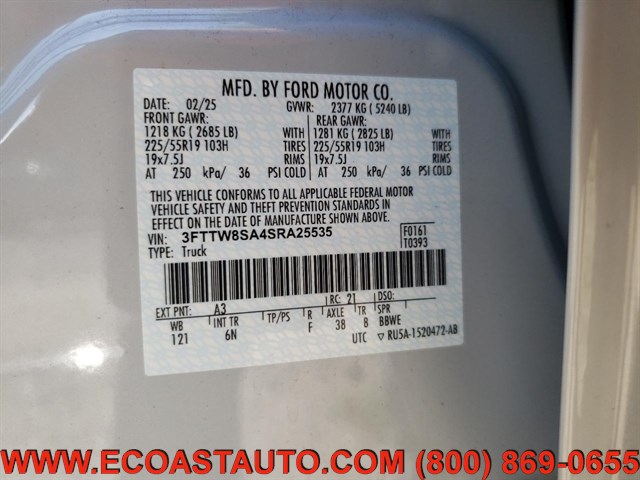 MFD. BY FORD MOTOR CO.
DATE: 02/25 GVWR: 2377 KG ( 5240 LB)
FRONT GAWR: REAR GAWR:
1218 KG ( 2685 LB) WITH 1281 KG ( 2825 LB) WITH
225/55R19 103H TIRES 225/55R19 103H TIRES
19x7.5J RIMS 19x7.5J RIMS
AT 250 kPa/ 36 PSI COLD AT 250 kPa/ 36 PSI COLD
THIS VEHICLE CONFORMS TO ALL APPLICABLE FEDERAL MOTOR
VEHICLE SAFETY AND THEFT PREVENTION STANDARDS IN
EFFECT ON THE DATE OF MANUFACTURE SHOWN ABOVE.
VIN: 3FTTW8SA4SRA25535 F0161
TYPE: Truck T0393
EXT PNT: A3 RC: 21 DSO:
WB INT TR TP/PS R AXLE TR SPR
121 6N F 38 8 BBWE
UTC ▽ RU5A-1520472-AB
WWW.ECOASTAUTO.COM (800) 869-0655